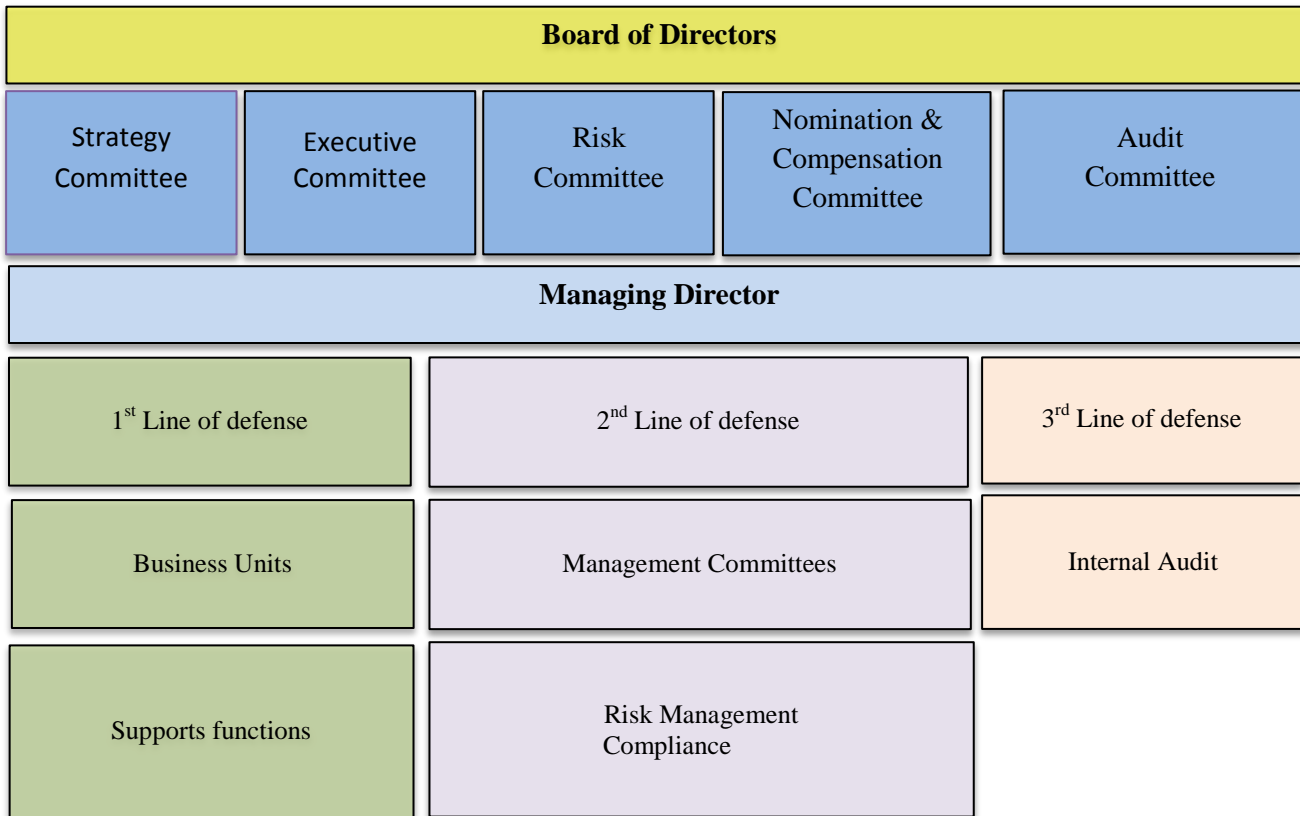 Board of Directors
Strategy
Committee
Executive
Committee
Risk
Committee
Nomination &
Compensation
Committee
Audit
Committee
Managing Director
1st Line of defense
2nd Line of defense
3rd Line of defense
Business Units
Management Committees
Internal Audit
Supports functions
Risk Management
Compliance